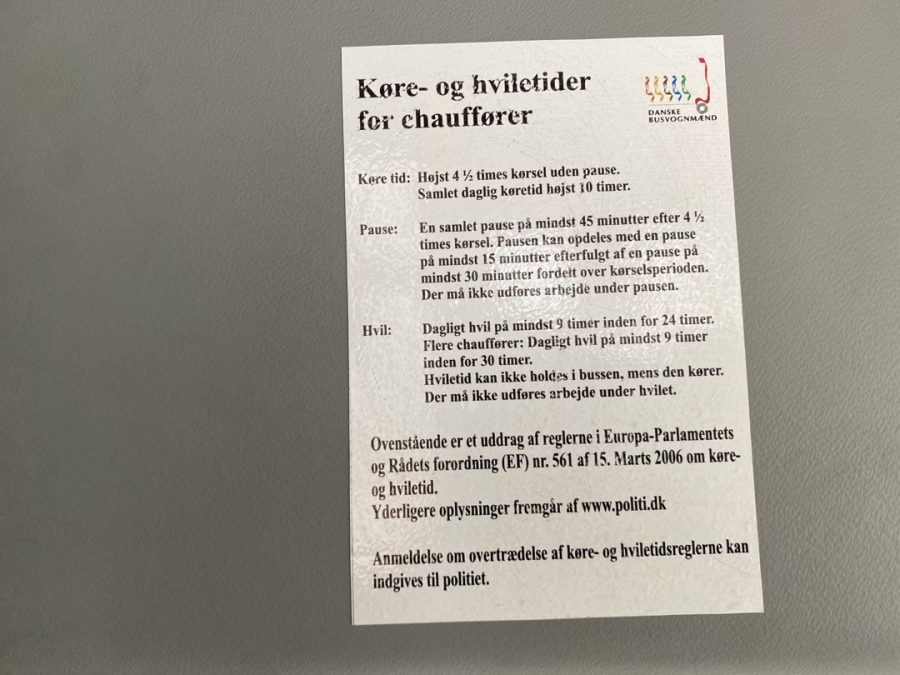 Køre- og hviletider
for chauffører
DANSKE
BUSVOGNMÆND
Køre tid: Højst 4 ½ times kørsel uden pause.
Samlet daglig køretid højst 10 timer.
Pause: En samlet pause på mindst 45 minutter efter 4 ½
times kørsel. Pausen kan opdeles med en pause
på mindst 15 minutter efterfulgt af en pause på
mindst 30 minutter fordelt over kørselsperioden.
Der må ikke udføres arbejde under pausen.
Hvil: Dagligt hvil på mindst 9 timer inden for 24 timer.
Flere chauffører: Dagligt hvil på mindst 9 timer
inden for 30 timer.
Hviletid kan ikke holdes i bussen, mens den kører.
Der må ikke udføres arbejde under hvilet.
Ovenstående er et uddrag af reglerne i Europa-Parlamentets
og Rådets forordning (EF) nr. 561 af 15. Marts 2006 om køre-
og hviletid.
Yderligere oplysninger fremgår af www.politi.dk
Anmeldelse om overtrædelse af køre- og hviletidsreglerne kan
indgives til politiet.